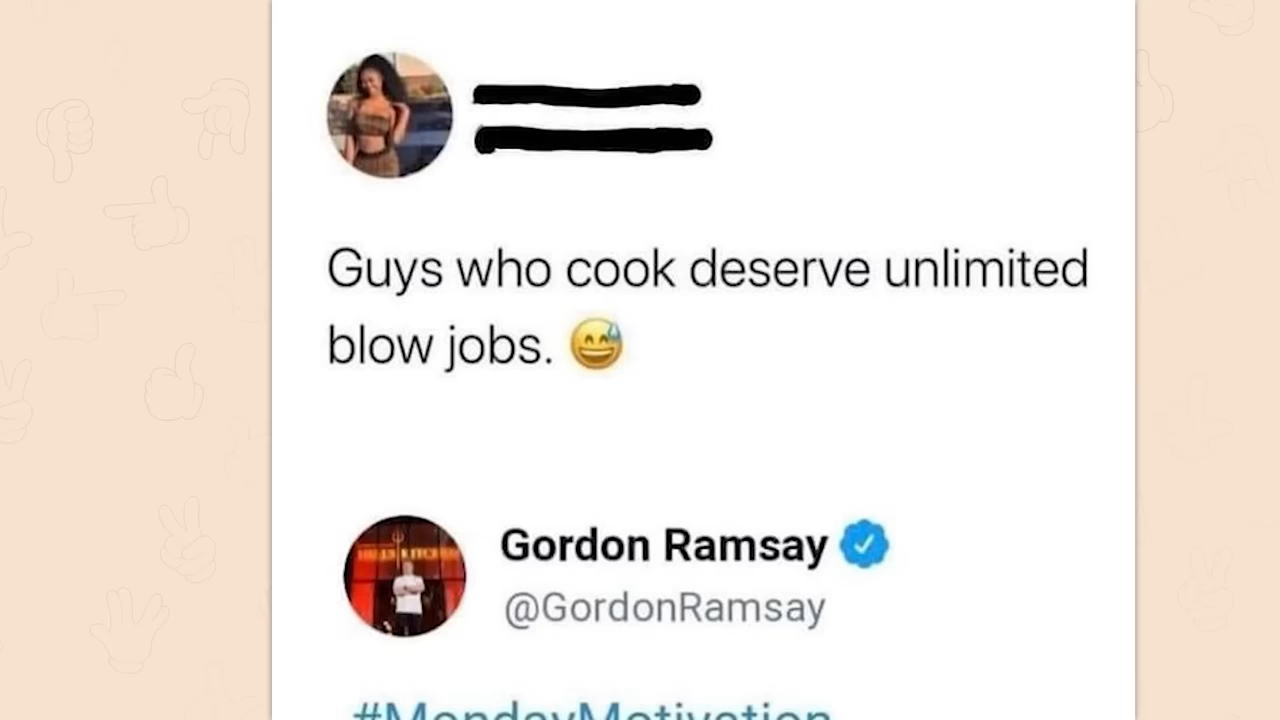 Guys who cook deserve unlimited
blow jobs. 😅
Gordon Ramsay
@GordonRamsay
#MondayMotivation